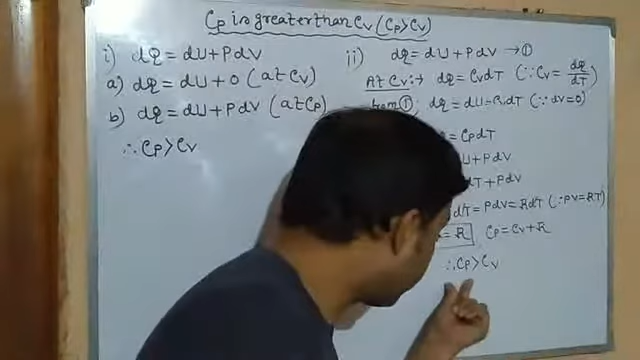 Cp is greater than Cv (Cp>Cv)
i) dq = dU + PdV
a) dq = dU + 0 (at Cv)
b) dq = dU + PdV (at Cp)
∴ Cp > Cv
ii) dq = dU + PdV → ①
At Cv :→ dq = CvdT (∵ Cv = dq/dT)
from ①; dq = dU = CvdT (∵ dV = 0)
= CpdT
+ PdV
dT + PdV
dT = PdV = RdT (∵ PV = RT)
= R Cp = Cv + R
∴ Cp > Cv